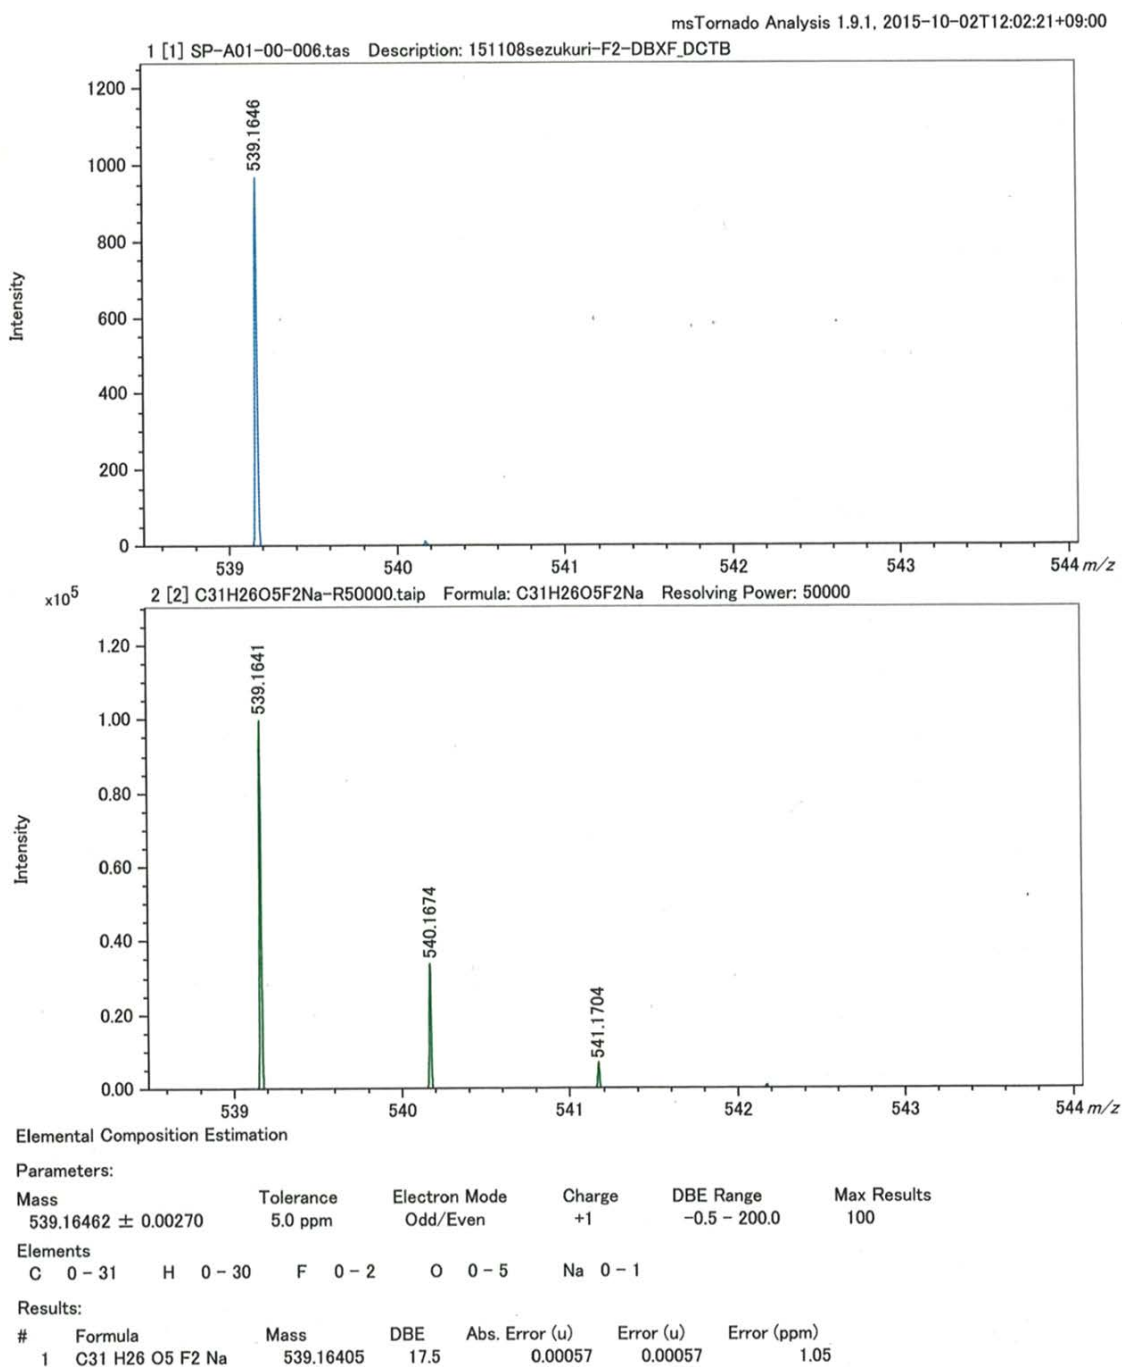 msTornado Analysis 1.9.1, 2015-10-02T12:02:21+09:00
1 [1] SP-A01-00-006.tas Description: 151108sezukuri-F2-DBXF_DCTB
1200
1000
800
600
400
200
0
Intensity
539.1646
539 540 541 542 543 544 m/z
x10⁵
2 [2] C31H26O5F2Na-R50000.taip Formula: C31H26O5F2Na Resolving Power: 50000
1.20
1.00
0.80
0.60
0.40
0.20
0.00
Intensity
539.1641
540.1674
541.1704
539 540 541 542 543 544 m/z
Elemental Composition Estimation
Parameters:
Mass Tolerance Electron Mode Charge DBE Range Max Results
539.16462 ± 0.00270 5.0 ppm Odd/Even +1 -0.5 - 200.0 100
Elements
C 0 - 31 H 0 - 30 F 0 - 2 O 0 - 5 Na 0 - 1
Results:
# Formula Mass DBE Abs. Error (u) Error (u) Error (ppm)
1 C31 H26 O5 F2 Na 539.16405 17.5 0.00057 0.00057 1.05